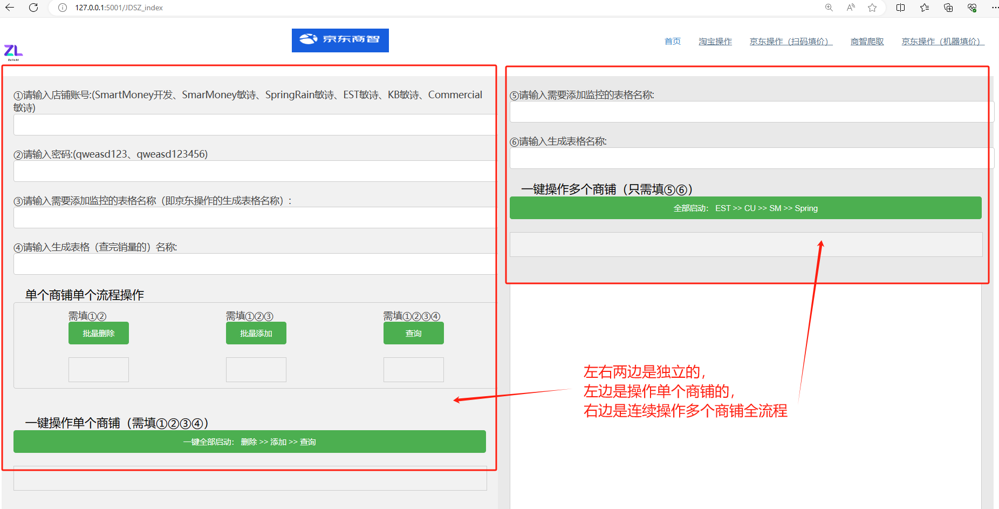 127.0.0.1:5001/JDSZ_index
京东商智
首页 淘宝操作 京东操作（扫码填价） 商智爬取 京东操作（机器填价）
ZL
ZelinAI
①请输入店铺账号:(SmartMoney开发、SmarMoney敏诗、SpringRain敏诗、EST敏诗、KB敏诗、Commercial
敏诗)
②请输入密码:(qweasd123、qweasd123456)
③请输入需要添加监控的表格名称（即京东操作的生成表格名称）:
④请输入生成表格（查完销量的）名称:
单个商铺单个流程操作
需填①② 需填①②③ 需填①②③④
批量删除 批量添加 查询
一键操作单个商铺（需填①②③④）
一键全部启动： 删除 >> 添加 >> 查询
⑤请输入需要添加监控的表格名称:
⑥请输入生成表格名称:
一键操作多个商铺（只需填⑤⑥）
全部启动： EST >> CU >> SM >> Spring
左右两边是独立的，
左边是操作单个商铺的，
右边是连续操作多个商铺全流程